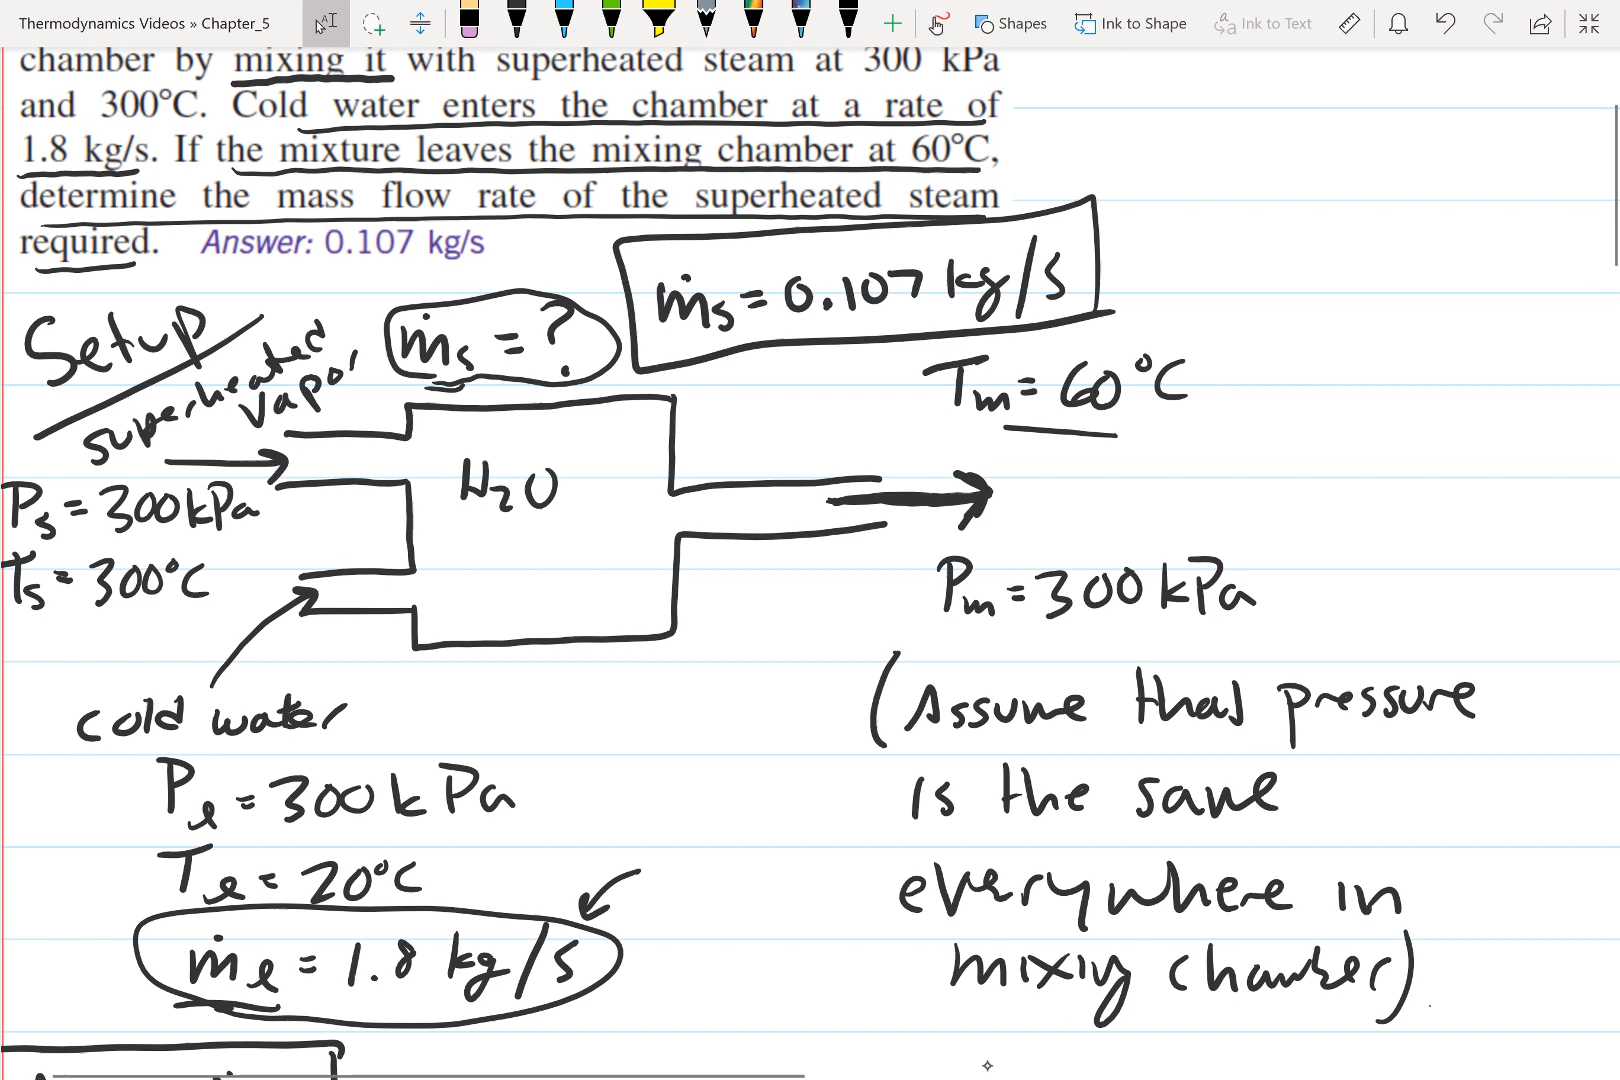 Thermodynamics Videos » Chapter_5
Shapes
Ink to Shape
Ink to Text
chamber by mixing it with superheated steam at 300 kPa
and 300°C. Cold water enters the chamber at a rate of
1.8 kg/s. If the mixture leaves the mixing chamber at 60°C,
determine the mass flow rate of the superheated steam
required. Answer: 0.107 kg/s
ṁs = 0.107 kg/s
Setup
ṁs = ?
superheated
vapor
Tm = 60°C
H2O
Ps = 300 kPa
Ts = 300°C
Pm = 300 kPa
cold water
(Assume that pressure
is the same
everywhere in
mixing chamber)
Pl = 300 kPa
Tl = 20°C
ṁl = 1.8 kg/s